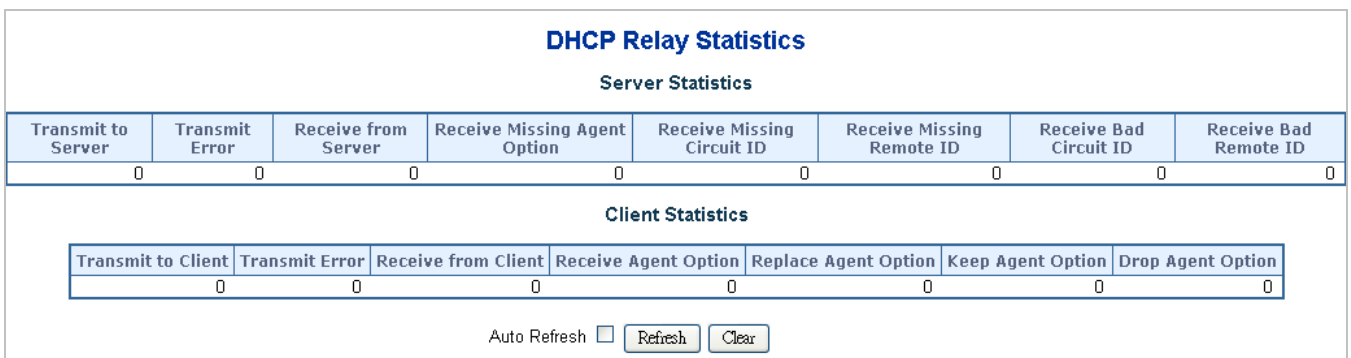 DHCP Relay Statistics
Server Statistics
Transmit to Server Transmit Error Receive from Server Receive Missing Agent Option Receive Missing Circuit ID Receive Missing Remote ID Receive Bad Circuit ID Receive Bad Remote ID
0 0 0 0 0 0 0 0
Client Statistics
Transmit to Client Transmit Error Receive from Client Receive Agent Option Replace Agent Option Keep Agent Option Drop Agent Option
0 0 0 0 0 0 0
Auto Refresh Refresh Clear